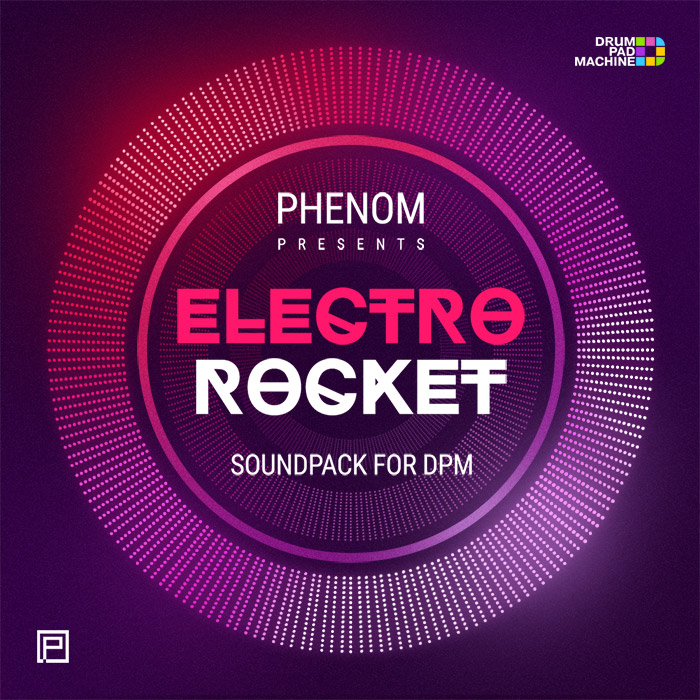 DRUM
PAD
MACHINE
PHENOM
PRESENTS
ELECTRO
ROCKET
SOUNDPACK FOR DPM
P